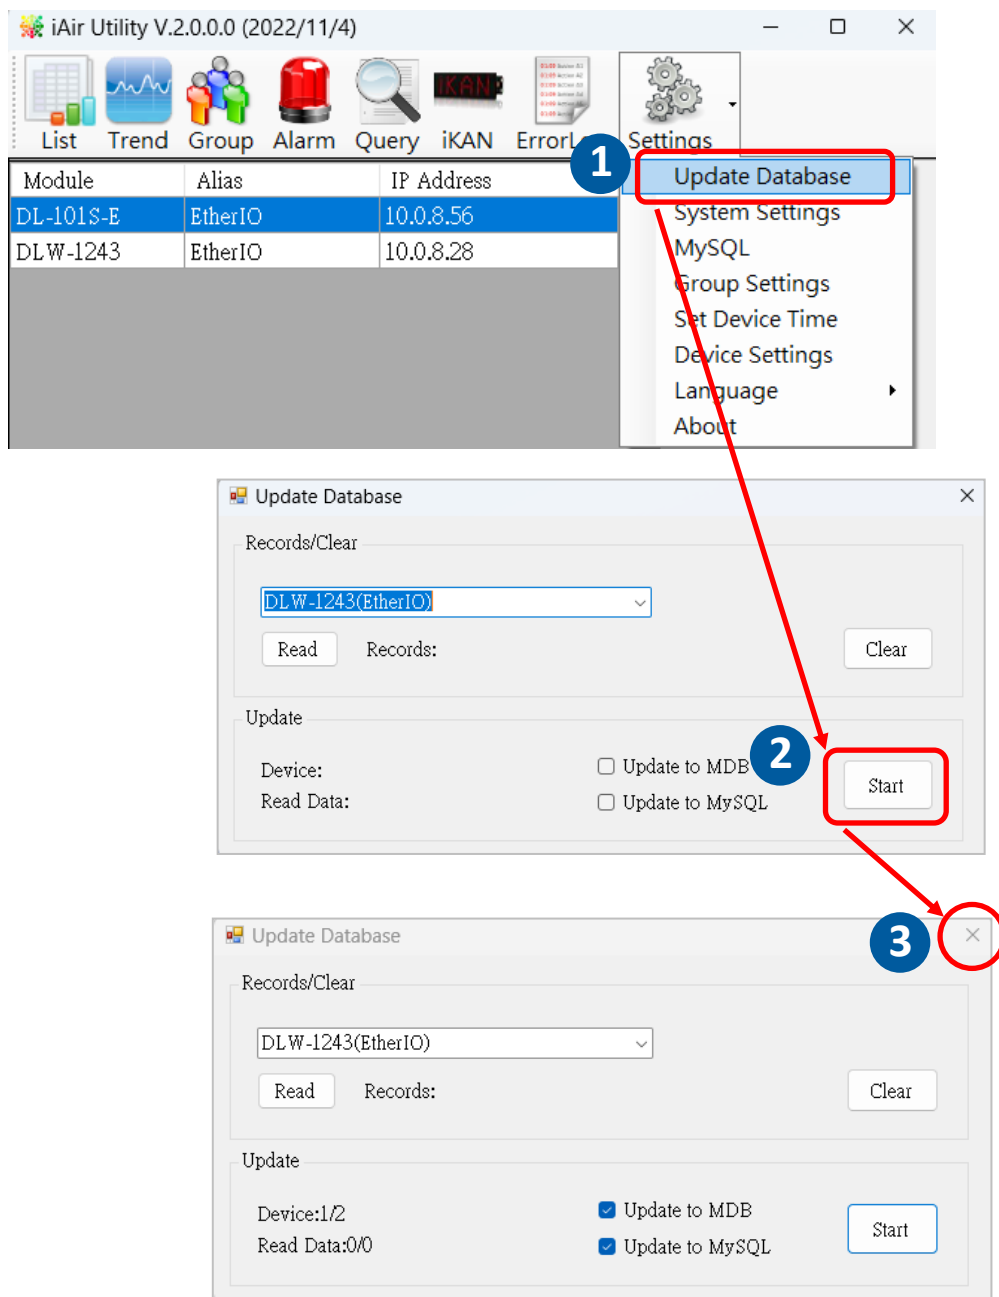 iAir Utility V.2.0.0.0 (2022/11/4)
iKAN
List Trend Group Alarm Query iKAN ErrorLo Settings
1
Module Alias IP Address
DL-101S-E EtherIO 10.0.8.56
DLW-1243 EtherIO 10.0.8.28
Update Database
System Settings
MySQL
Group Settings
Set Device Time
Device Settings
Language
About
Update Database
Records/Clear
DLW-1243(EtherIO)
Read Records: Clear
Update
2
Device: Update to MDB
Read Data: Update to MySQL
Start
3
Update Database
Records/Clear
DLW-1243(EtherIO)
Read Records: Clear
Update
Device:1/2 Update to MDB
Read Data:0/0 Update to MySQL
Start